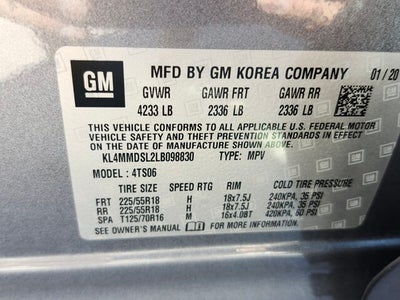 GM
MFD BY GM KOREA COMPANY 01/20
GVWR GAWR FRT GAWR RR
4233 LB 2336 LB 2336 LB
THIS VEHICLE CONFORMS TO ALL APPLICABLE U.S. FEDERAL MOTOR
VEHICLE SAFETY AND THEFT PREVENTION STANDARDS IN EFFECT
ON THE DATE OF MANUFACTURE SHOWN ABOVE.
KL4MMDSL2LB098830 TYPE: MPV
MODEL : 4TS06
SPEED RTG RIM COLD TIRE PRESSURE
FRT 225/55R18 H 18x7.5J 240KPA, 35 PSI
RR 225/55R18 H 18x7.5J 240KPA, 35 PSI
SPA T125/70R16 M 16x4.0BT 420KPA, 60 PSI
SEE OWNER'S MANUAL FOR MORE INFORMATION.